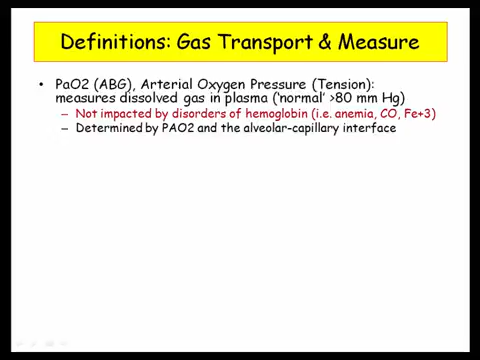 Definitions: Gas Transport & Measure
• PaO2 (ABG), Arterial Oxygen Pressure (Tension):
measures dissolved gas in plasma ('normal' >80 mm Hg)
– Not impacted by disorders of hemoglobin (i.e. anemia, CO, Fe+3)
– Determined by PAO2 and the alveolar-capillary interface